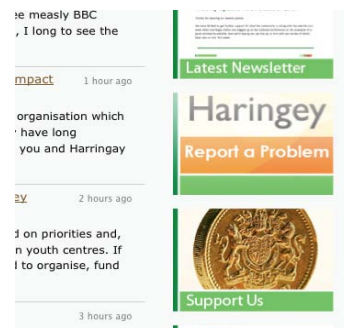 ee measly BBC
, I long to see the
mpact 1 hour ago
organisation which
have long
you and Harringay
ey 2 hours ago
d on priorities and,
n youth centres. If
to organise, fund
3 hours ago
Latest Newsletter
Haringey
Report a Problem
Support Us